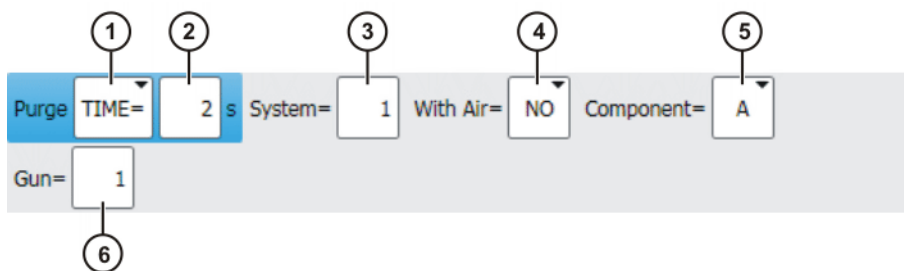 1 2 3 4 5
Purge TIME= 2 s System= 1 With Air= NO Component= A
Gun= 1
6